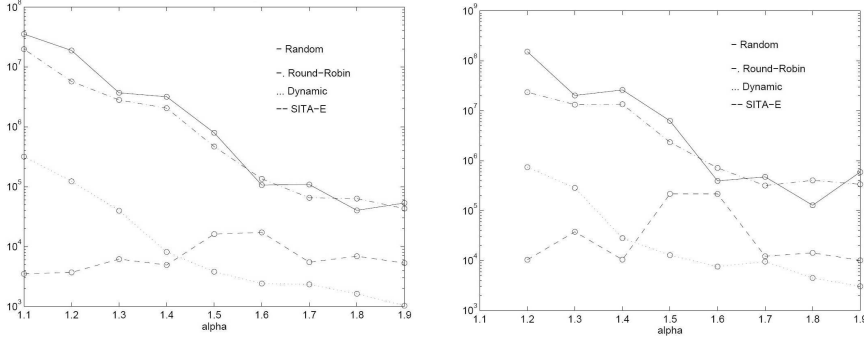 10^8
10^7
10^6
10^5
10^4
10^3
– Random
–. Round–Robin
... Dynamic
–– SITA–E
1.1 1.2 1.3 1.4 1.5 1.6 1.7 1.8 1.9
alpha
10^9
10^8
10^7
10^6
10^5
10^4
10^3
– Random
–. Round–Robin
... Dynamic
–– SITA–E
1.1 1.2 1.3 1.4 1.5 1.6 1.7 1.8 1.9
alpha